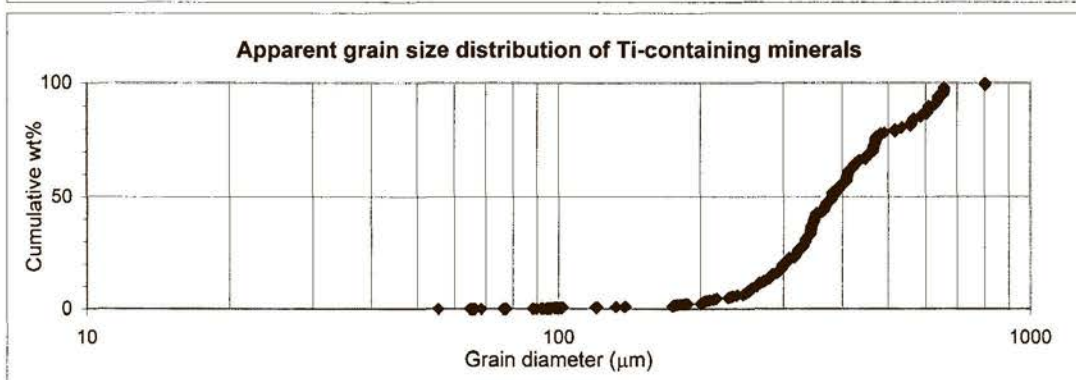 Apparent grain size distribution of Ti-containing minerals
100
50
0
Cumulative wt%
10 100 1000
Grain diameter (µm)